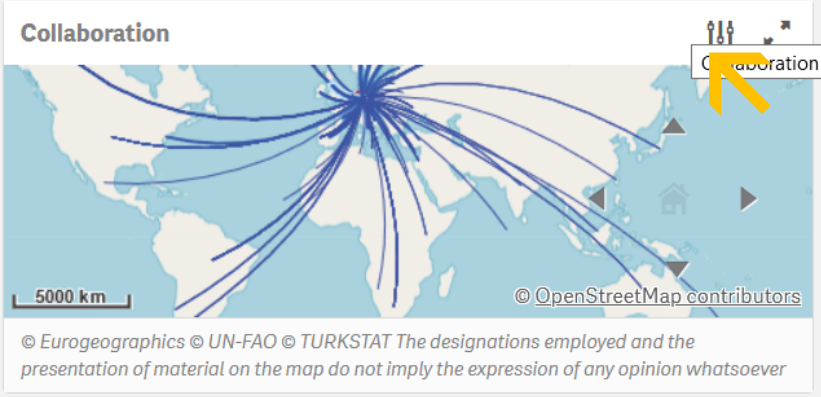 Collaboration
Collaboration
5000 km
© OpenStreetMap contributors
© Eurogeographics © UN-FAO © TURKSTAT The designations employed and the
presentation of material on the map do not imply the expression of any opinion whatsoever